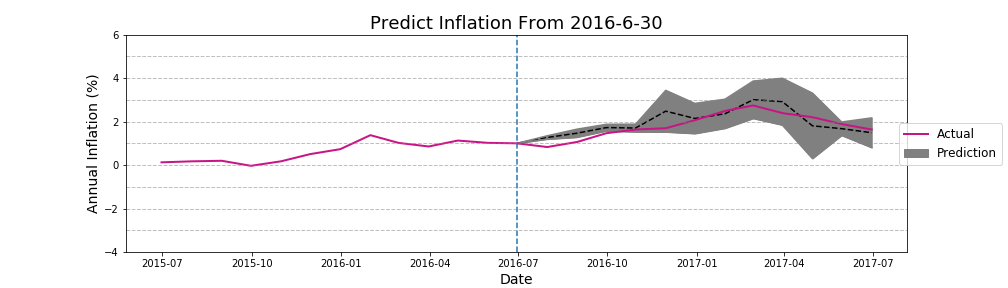 Predict Inflation From 2016-6-30
Annual Inflation (%)
6
4
2
0
−2
−4
2015-07 2015-10 2016-01 2016-04 2016-07 2016-10 2017-01 2017-04 2017-07
Date
Actual
Prediction